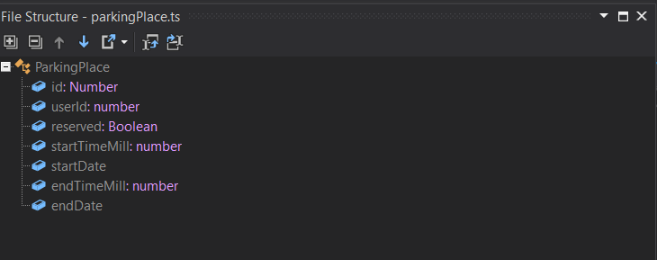 File Structure - parkingPlace.ts
ParkingPlace
id: Number
userId: number
reserved: Boolean
startTimeMill: number
startDate
endTimeMill: number
endDate